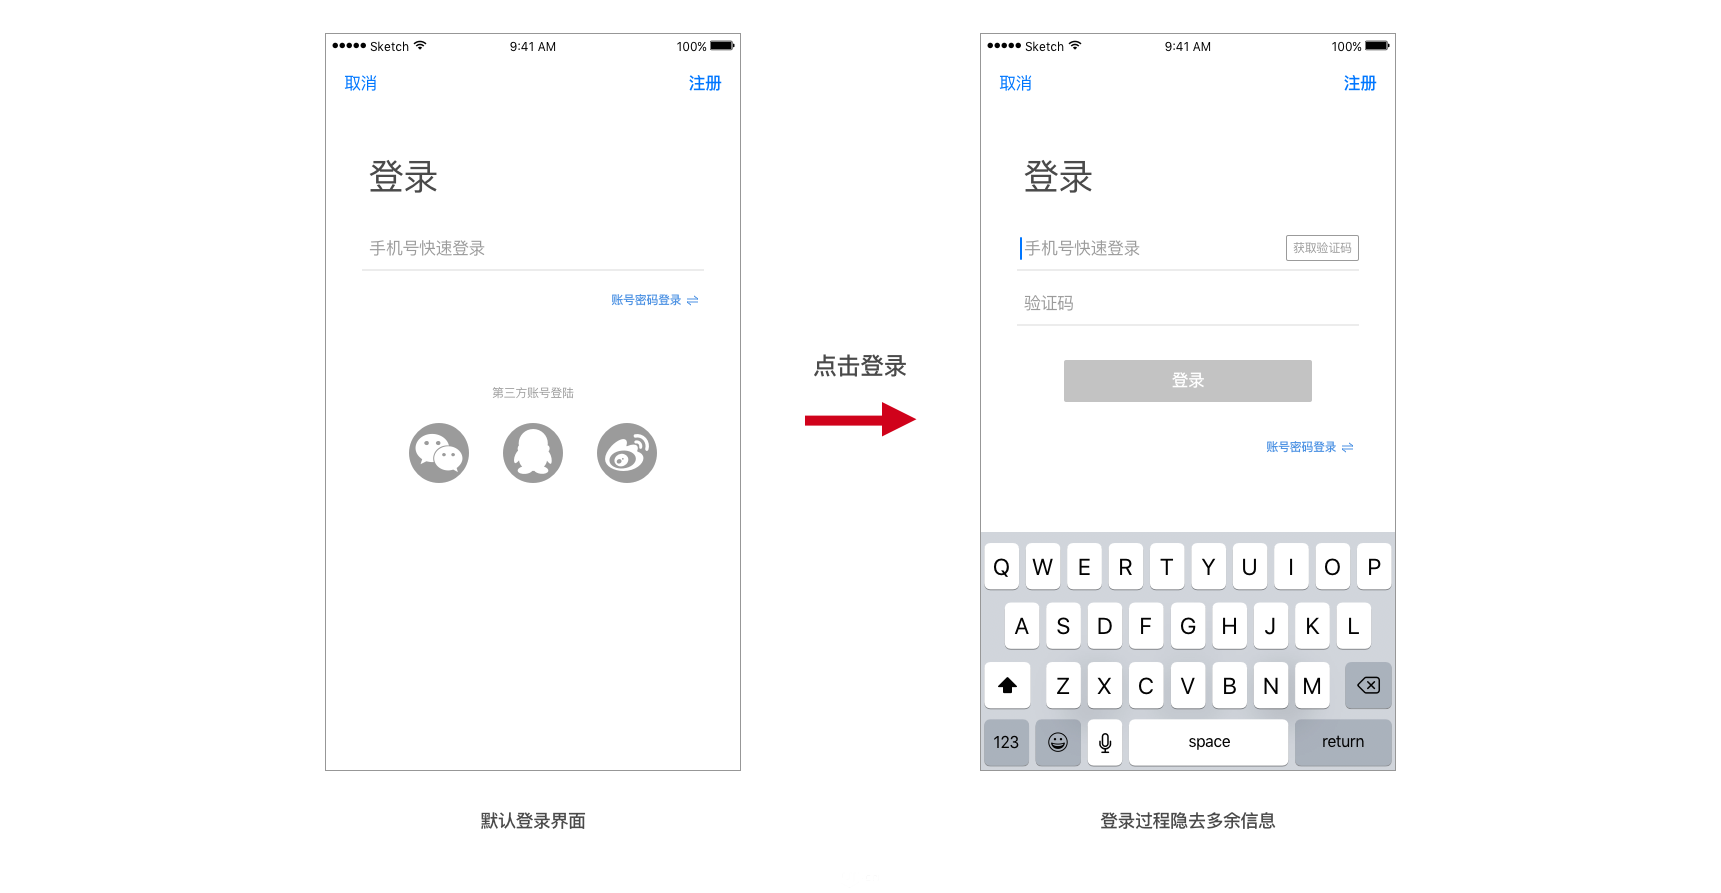 Sketch 9:41 AM 100%
取消 注册
登录
手机号快速登录
账号密码登录
第三方账号登陆
默认登录界面
点击登录
Sketch 9:41 AM 100%
取消 注册
登录
手机号快速登录 获取验证码
验证码
登录
账号密码登录
Q W E R T Y U I O P
A S D F G H J K L
Z X C V B N M
123 space return
登录过程隐去多余信息